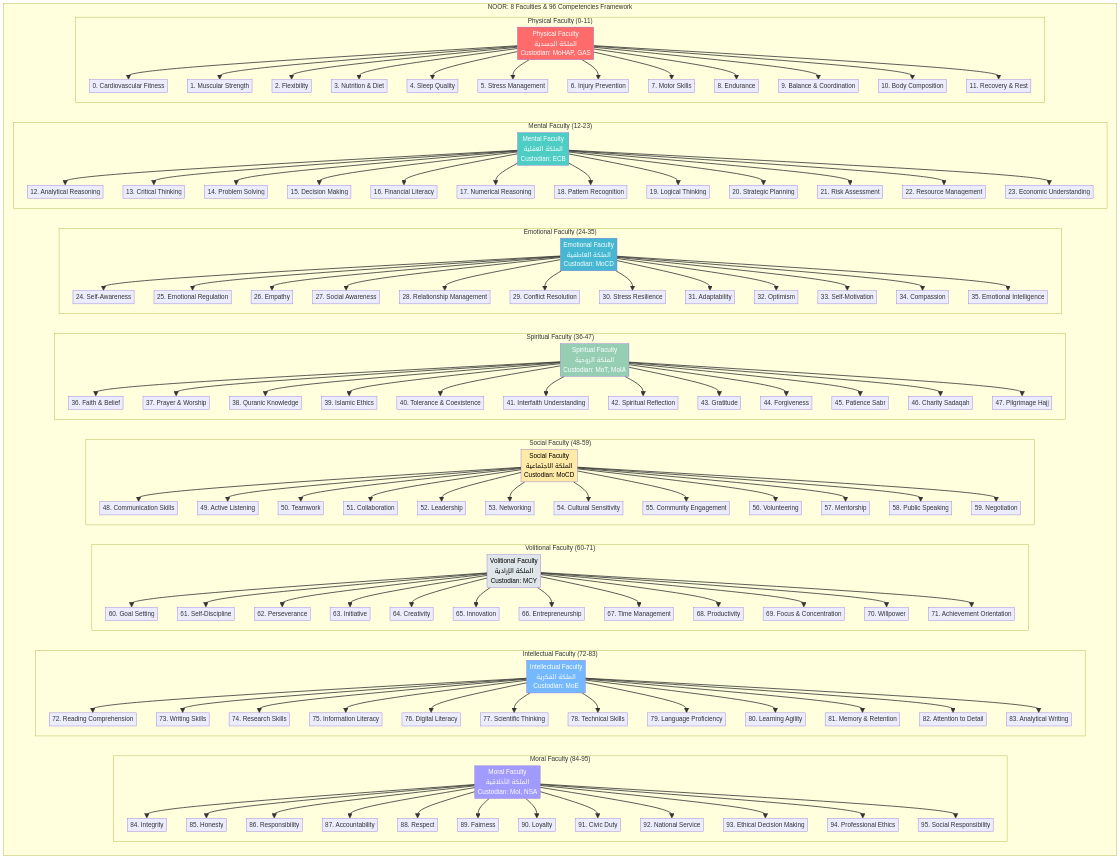 NOOR: 8 Faculties & 96 Competencies Framework
Physical Faculty (0-11)
Physical Faculty
الملكة الجسدية
Custodian: MoHAP, GAS
0. Cardiovascular Fitness
1. Muscular Strength
2. Flexibility
3. Nutrition & Diet
4. Sleep Quality
5. Stress Management
6. Injury Prevention
7. Motor Skills
8. Endurance
9. Balance & Coordination
10. Body Composition
11. Recovery & Rest
Mental Faculty (12-23)
Mental Faculty
الملكة العقلية
Custodian: ECB
12. Analytical Reasoning
13. Critical Thinking
14. Problem Solving
15. Decision Making
16. Financial Literacy
17. Numerical Reasoning
18. Pattern Recognition
19. Logical Thinking
20. Strategic Planning
21. Risk Assessment
22. Resource Management
23. Economic Understanding
Emotional Faculty (24-35)
Emotional Faculty
الملكة العاطفية
Custodian: MoCD
24. Self-Awareness
25. Emotional Regulation
26. Empathy
27. Social Awareness
28. Relationship Management
29. Conflict Resolution
30. Stress Resilience
31. Adaptability
32. Optimism
33. Self-Motivation
34. Compassion
35. Emotional Intelligence
Spiritual Faculty (36-47)
Spiritual Faculty
الملكة الروحية
Custodian: MoT, MoIA
36. Faith & Belief
37. Prayer & Worship
38. Quranic Knowledge
39. Islamic Ethics
40. Tolerance & Coexistence
41. Interfaith Understanding
42. Spiritual Reflection
43. Gratitude
44. Forgiveness
45. Patience Sabr
46. Charity Sadaqah
47. Pilgrimage Hajj
Social Faculty (48-59)
Social Faculty
الملكة الاجتماعية
Custodian: MoCD
48. Communication Skills
49. Active Listening
50. Teamwork
51. Collaboration
52. Leadership
53. Networking
54. Cultural Sensitivity
55. Community Engagement
56. Volunteering
57. Mentorship
58. Public Speaking
59. Negotiation
Volitional Faculty (60-71)
Volitional Faculty
الملكة الإرادية
Custodian: MCY
60. Goal Setting
61. Self-Discipline
62. Perseverance
63. Initiative
64. Creativity
65. Innovation
66. Entrepreneurship
67. Time Management
68. Productivity
69. Focus & Concentration
70. Willpower
71. Achievement Orientation
Intellectual Faculty (72-83)
Intellectual Faculty
الملكة الفكرية
Custodian: MoE
72. Reading Comprehension
73. Writing Skills
74. Research Skills
75. Information Literacy
76. Digital Literacy
77. Scientific Thinking
78. Technical Skills
79. Language Proficiency
80. Learning Agility
81. Memory & Retention
82. Attention to Detail
83. Analytical Writing
Moral Faculty (84-95)
Moral Faculty
الملكة الأخلاقية
Custodian: MoI, NSA
84. Integrity
85. Honesty
86. Responsibility
87. Accountability
88. Respect
89. Fairness
90. Loyalty
91. Civic Duty
92. National Service
93. Ethical Decision Making
94. Professional Ethics
95. Social Responsibility